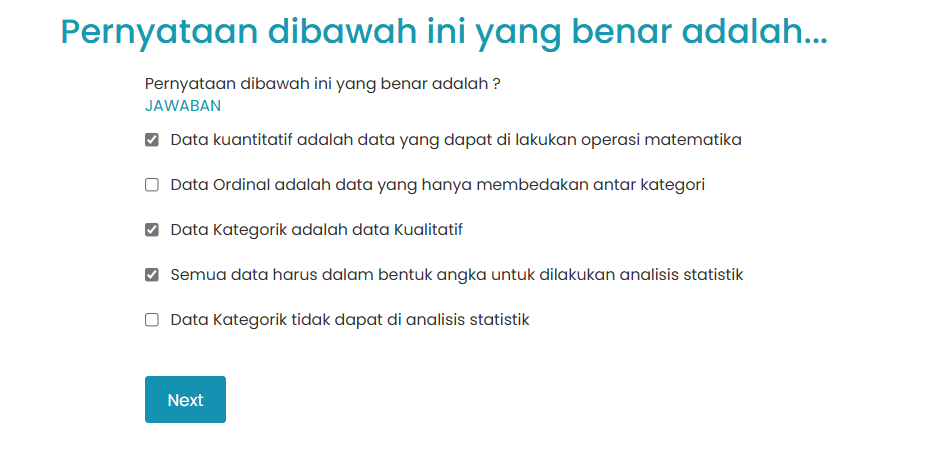 Pernyataan dibawah ini yang benar adalah...
Pernyataan dibawah ini yang benar adalah ?
JAWABAN
Data kuantitatif adalah data yang dapat di lakukan operasi matematika
Data Ordinal adalah data yang hanya membedakan antar kategori
Data Kategorik adalah data Kualitatif
Semua data harus dalam bentuk angka untuk dilakukan analisis statistik
Data Kategorik tidak dapat di analisis statistik
Next